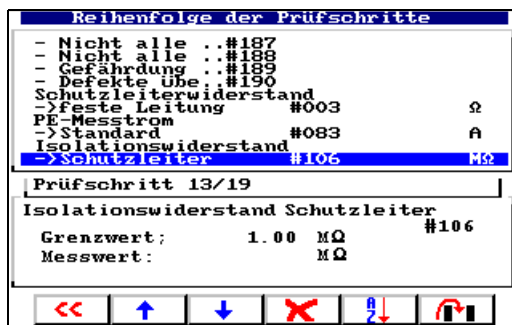 Reihenfolge der Prüfschritte
- Nicht alle ..#187
- Nicht alle ..#188
- Gefährdung ..#189
- Defekte übe..#190
Schutzleiterwiderstand
->feste Leitung #003 Ω
PE-Messtrom
->Standard #083 A
Isolationswiderstand
->Schutzleiter #106 MΩ
Prüfschritt 13/19
Isolationswiderstand Schutzleiter
#106
Grenzwert; 1.00 MΩ
Messwert: MΩ
<< A Z